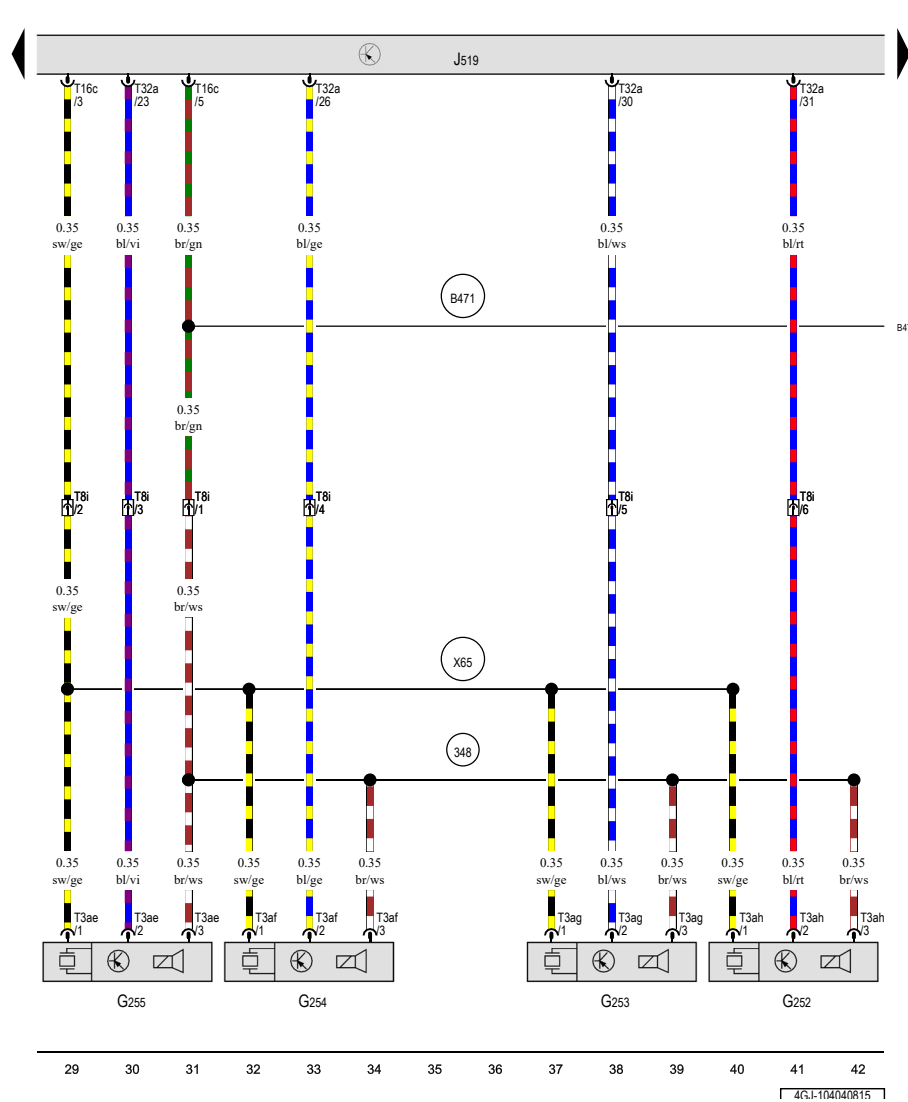 J519
T16c T32a T16c T32a T32a T32a
/3 /23 /5 /26 /30 /31
0.35 0.35 0.35 0.35 0.35 0.35
sw/ge bl/vi br/gn bl/ge bl/ws bl/rt
B471
0.35
br/gn
T8i T8i T8i T8i T8i T8i
/2 /3 /1 /4 /5 /6
0.35 0.35
sw/ge br/ws
X65
348
0.35 0.35 0.35 0.35 0.35 0.35 0.35 0.35 0.35 0.35 0.35 0.35
sw/ge bl/vi br/ws sw/ge bl/ge br/ws sw/ge bl/ws br/ws sw/ge bl/rt br/ws
T3ae T3ae T3ae T3af T3af T3af T3ag T3ag T3ag T3ah T3ah T3ah
/1 /2 /3 /1 /2 /3 /1 /2 /3 /1 /2 /3
G255 G254 G253 G252
29 30 31 32 33 34 35 36 37 38 39 40 41 42
4GJ-104040815